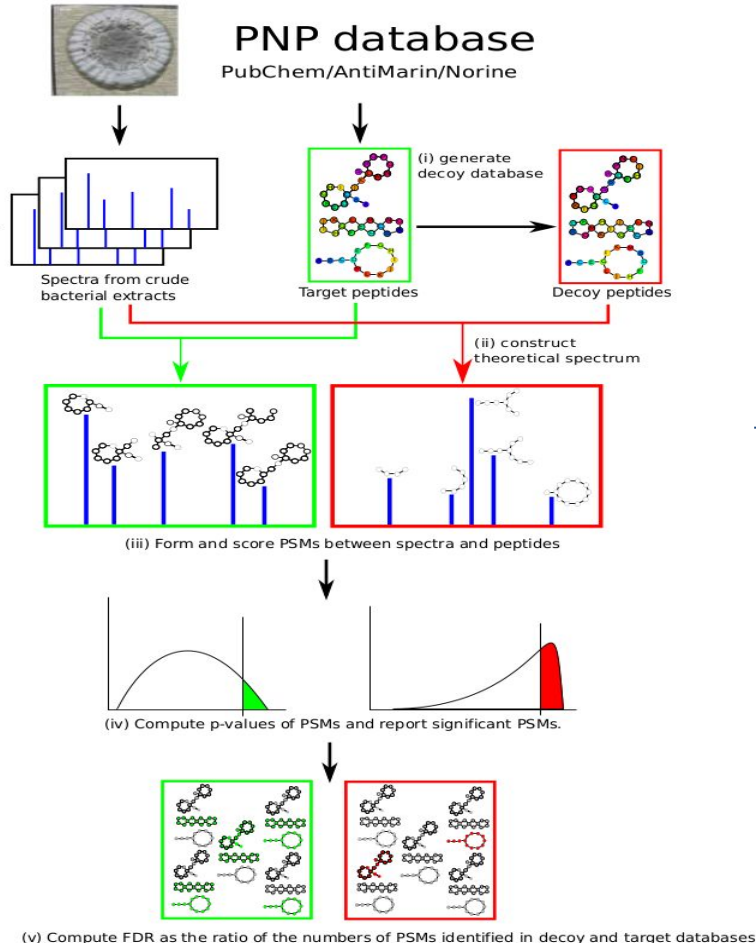 PNP database
PubChem/AntiMarin/Norine
(i) generate
decoy database
Spectra from crude
bacterial extracts
Target peptides
Decoy peptides
(ii) construct
theoretical spectrum
(iii) Form and score PSMs between spectra and peptides
(iv) Compute p-values of PSMs and report significant PSMs.
(v) Compute FDR as the ratio of the numbers of PSMs identified in decoy and target databases